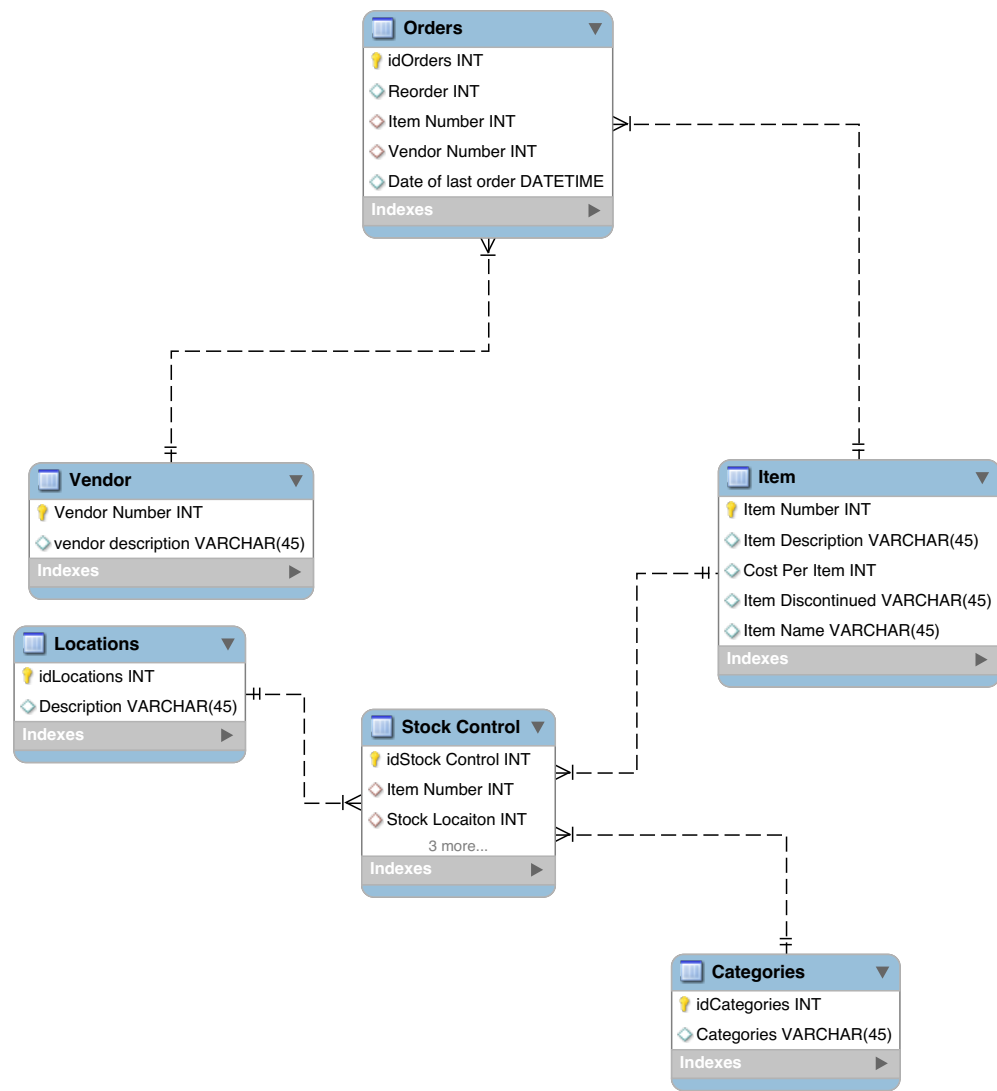 Orders
idOrders INT
Reorder INT
Item Number INT
Vendor Number INT
Date of last order DATETIME
Indexes
Vendor
Vendor Number INT
vendor description VARCHAR(45)
Indexes
Item
Item Number INT
Item Description VARCHAR(45)
Cost Per Item INT
Item Discontinued VARCHAR(45)
Item Name VARCHAR(45)
Indexes
Locations
idLocations INT
Description VARCHAR(45)
Indexes
Stock Control
idStock Control INT
Item Number INT
Stock Locaiton INT
3 more...
Indexes
Categories
idCategories INT
Categories VARCHAR(45)
Indexes